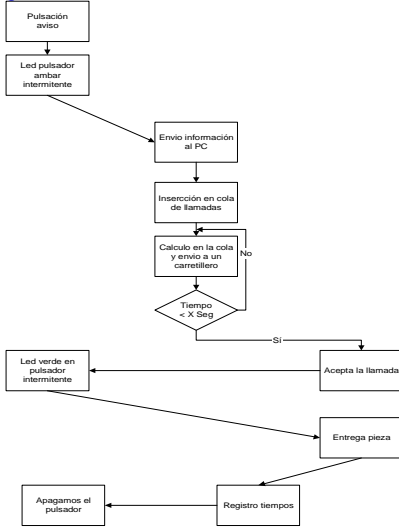 Pulsación
aviso
Led pulsador
ambar
intermitente
Envio información
al PC
Insercción en cola
de llamadas
Calculo en la cola
y envio a un
carretillero
No
Tiempo
< X Seg
Sí
Led verde en
pulsador
intermitente
Acepta la llamada
Entrega pieza
Apagamos el
pulsador
Registro tiempos